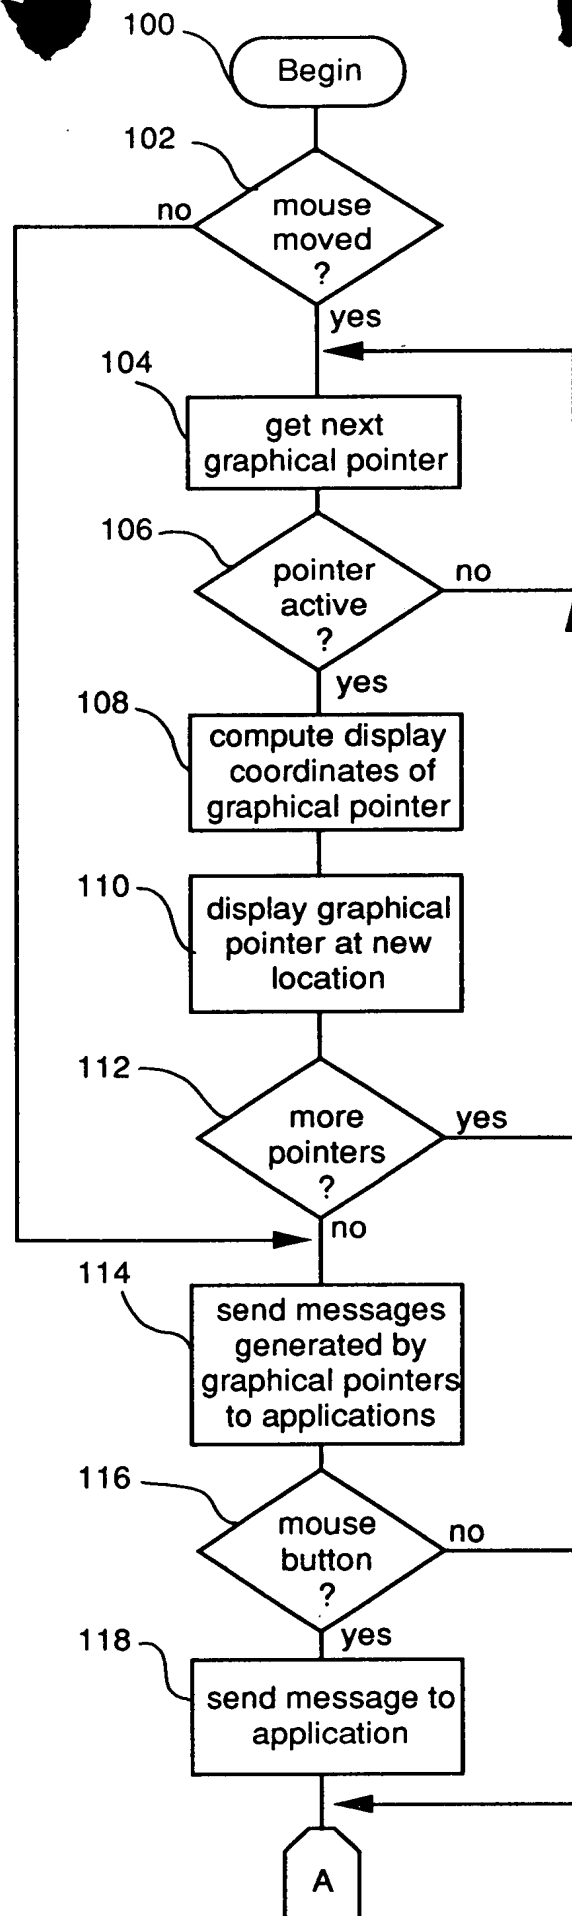 100
Begin
102
no
mouse
moved
?
yes
104
get next
graphical pointer
106
pointer
active
?
no
yes
108
compute display
coordinates of
graphical pointer
110
display graphical
pointer at new
location
112
more
pointers
?
yes
no
114
send messages
generated by
graphical pointers
to applications
116
mouse
button
?
no
yes
118
send message to
application
A